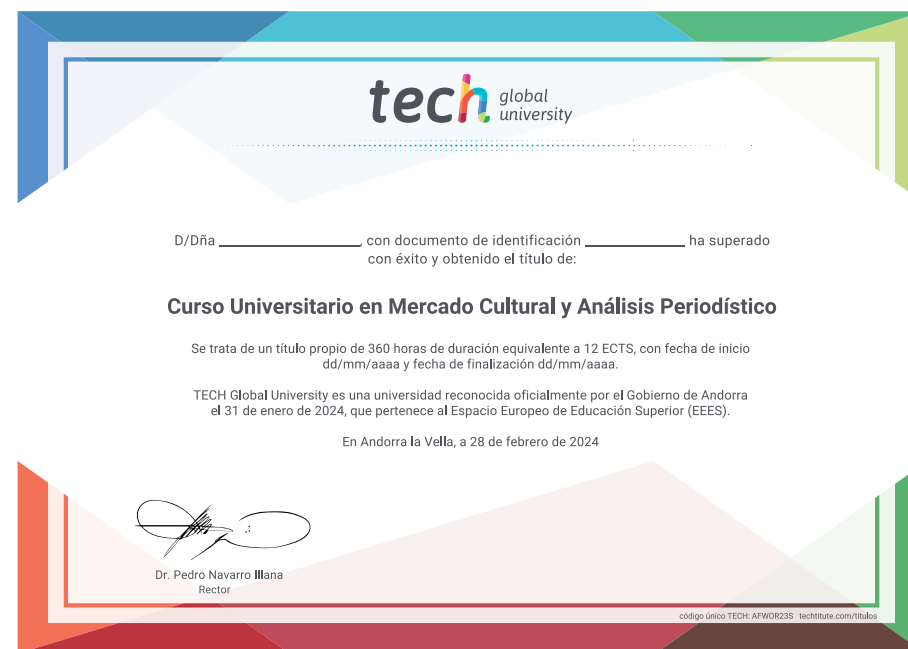 tech global
university
D/Dña ____________________, con documento de identificación ______________ ha superado
con éxito y obtenido el título de:
Curso Universitario en Mercado Cultural y Análisis Periodístico
Se trata de un título propio de 360 horas de duración equivalente a 12 ECTS, con fecha de inicio
dd/mm/aaaa y fecha de finalización dd/mm/aaaa.
TECH Global University es una universidad reconocida oficialmente por el Gobierno de Andorra
el 31 de enero de 2024, que pertenece al Espacio Europeo de Educación Superior (EEES).
En Andorra la Vella, a 28 de febrero de 2024
Dr. Pedro Navarro Illana
Rector
código único TECH: AFWOR23S techtitute.com/titulos